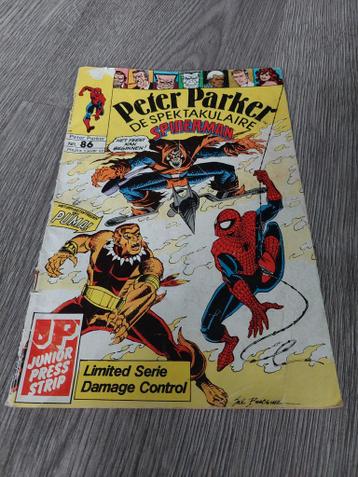 Peter Parker
DE SPEKTAKULAIRE
SPIDERMAN
Peter Parker
Nr. 86
"HET FEEST
KAN
BEGINNEN!"
PUMA!
JP
JUNIOR
PRESS
STRIP
Limited Serie
Damage Control